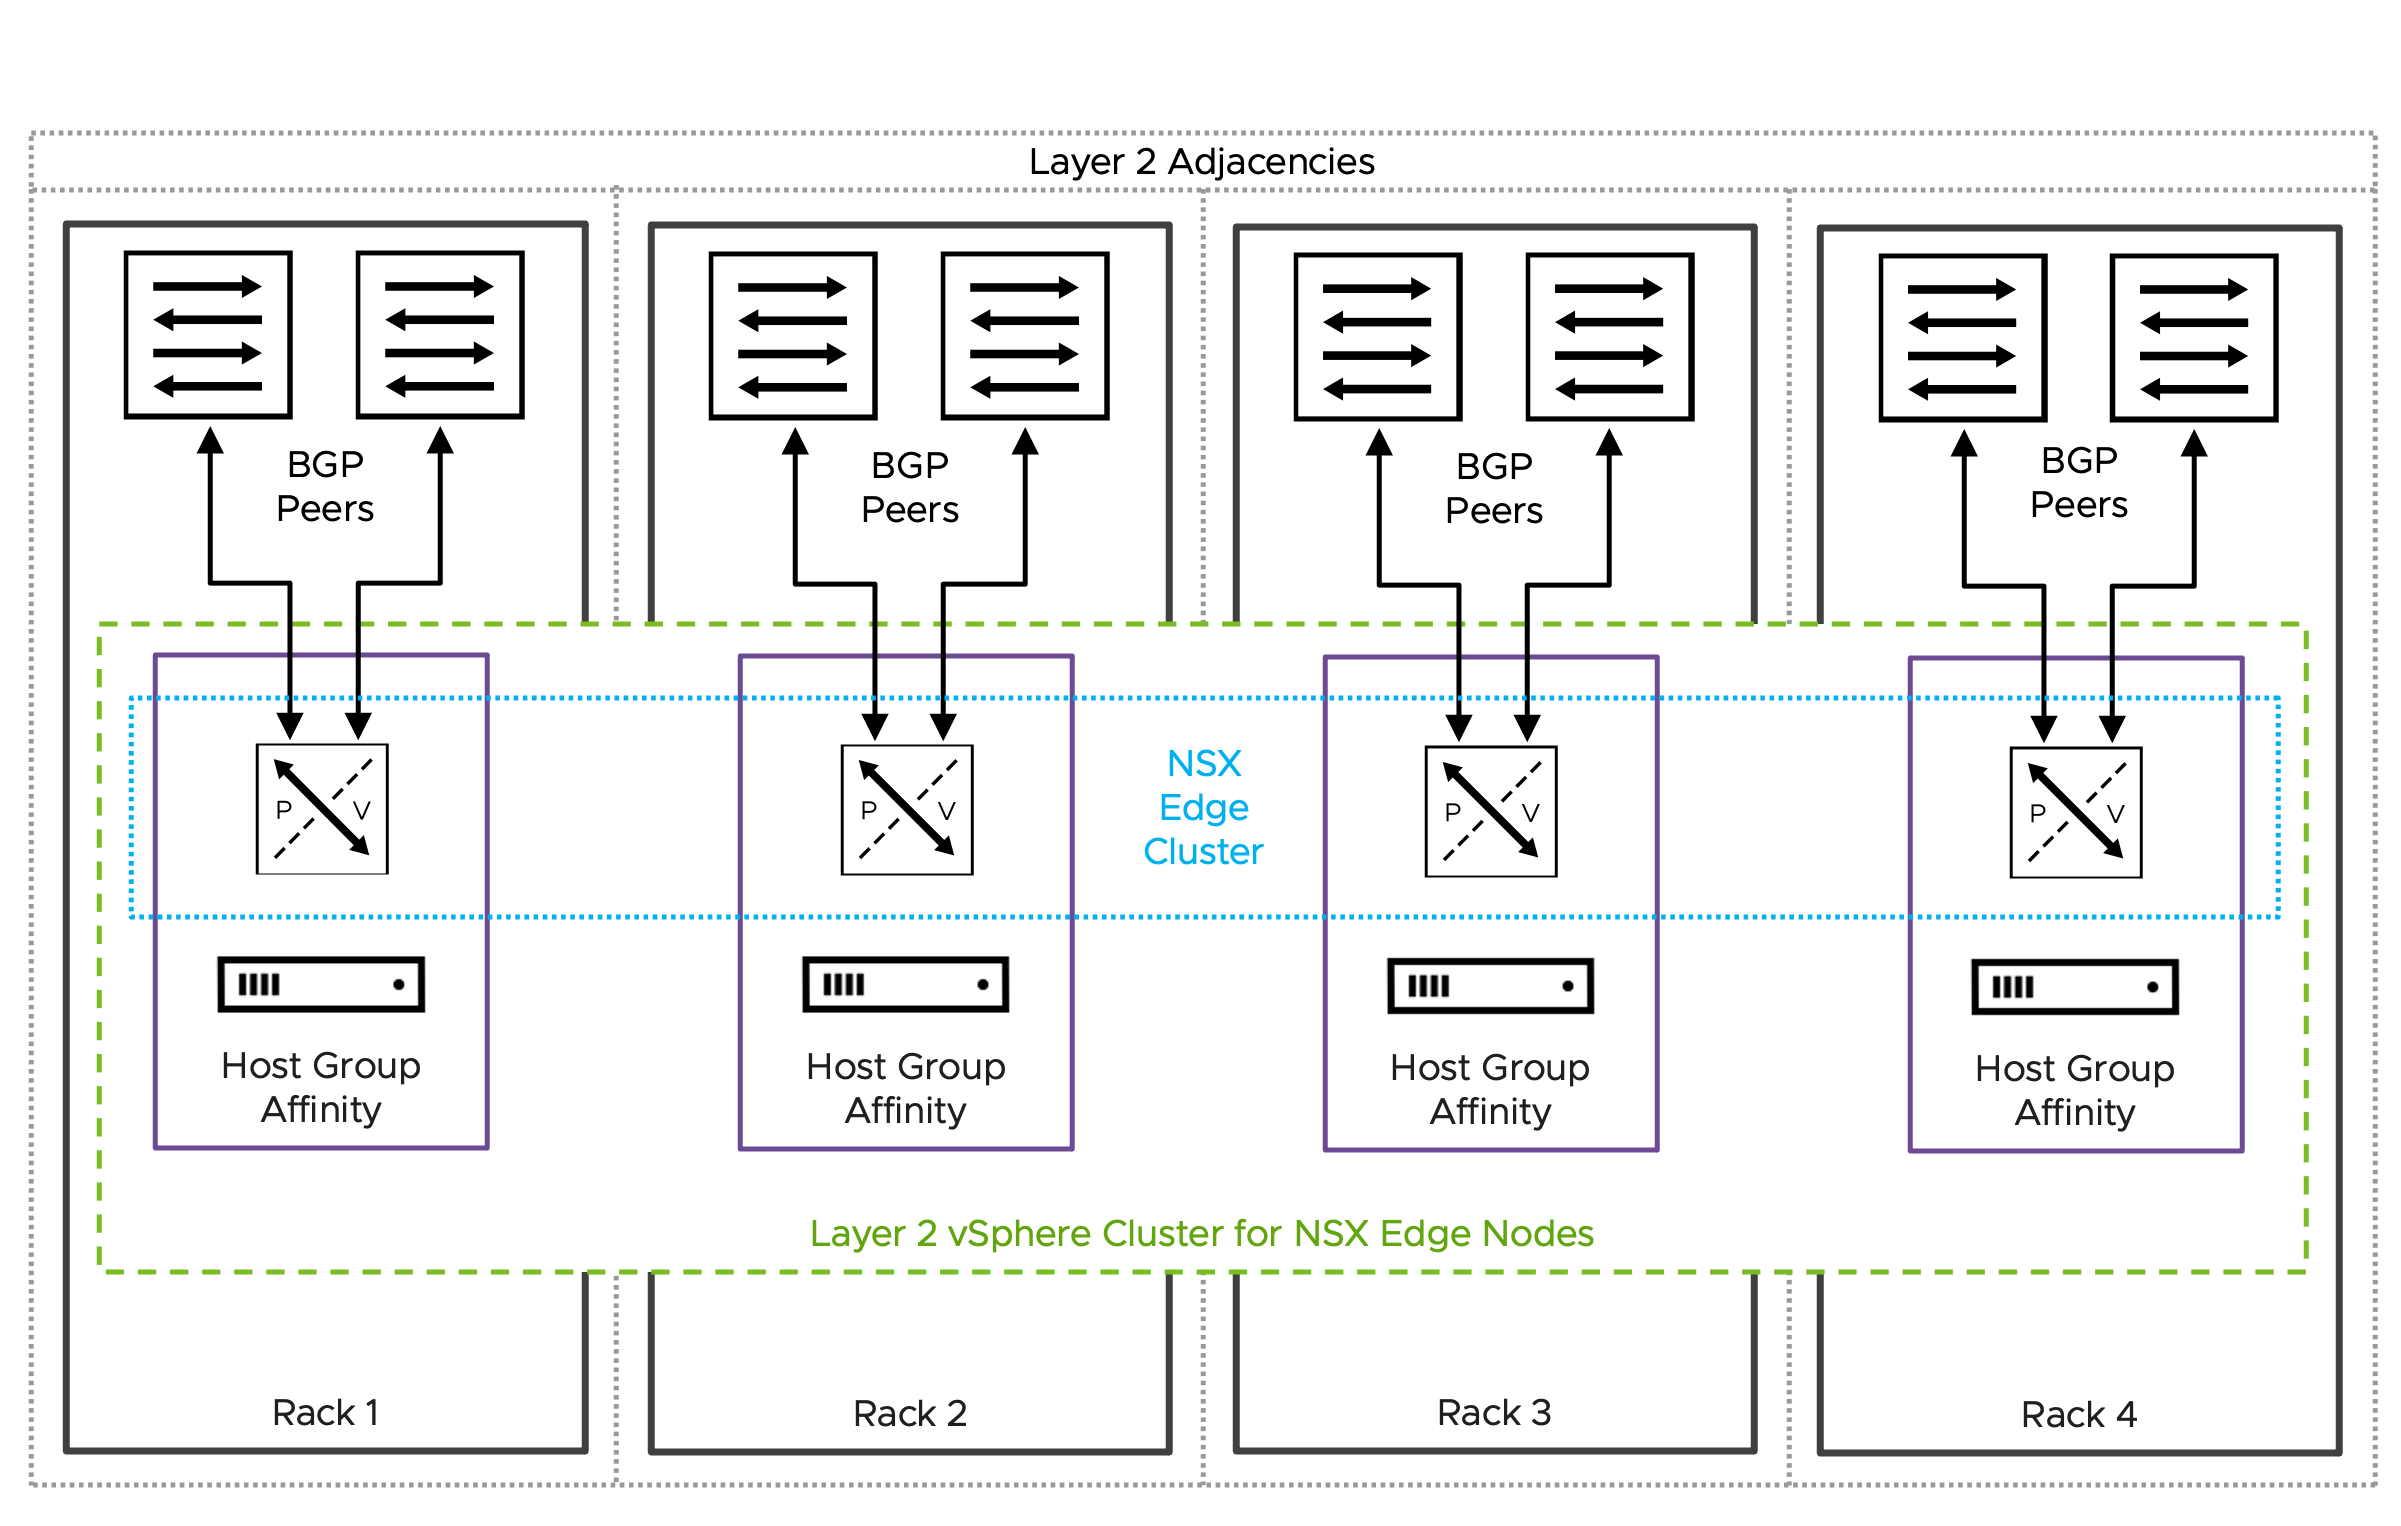 Layer 2 Adjacencies
BGP
Peers
BGP
Peers
BGP
Peers
BGP
Peers
P V
P V
NSX
Edge
Cluster
P V
P V
Host Group
Affinity
Host Group
Affinity
Host Group
Affinity
Host Group
Affinity
Layer 2 vSphere Cluster for NSX Edge Nodes
Rack 1
Rack 2
Rack 3
Rack 4